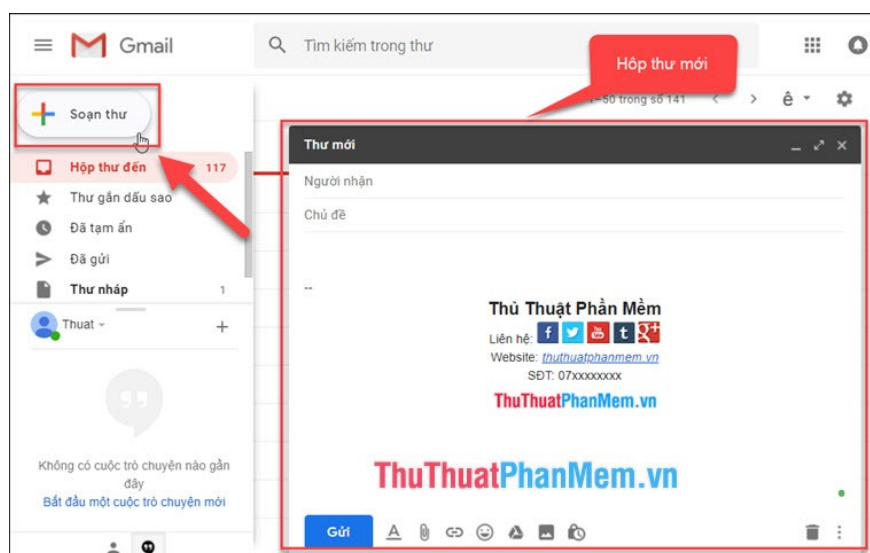 Gmail
Tìm kiếm trong thư
Hôp thư mới
1–50 trong số 141
ê
Soạn thư
Thư mới
Hộp thư đến 117
Người nhận
Thư gắn dấu sao
Chủ đề
Đã tạm ẩn
Đã gửi
Thư nháp 1
--
Thủ Thuật Phần Mềm
Liên hệ:
Website: thuthuatphanmem.vn
SĐT: 07xxxxxxxx
ThuThuatPhanMem.vn
Thuat
Không có cuộc trò chuyện nào gần
đây
Bắt đầu một cuộc trò chuyện mới
ThuThuatPhanMem.vn
Gửi